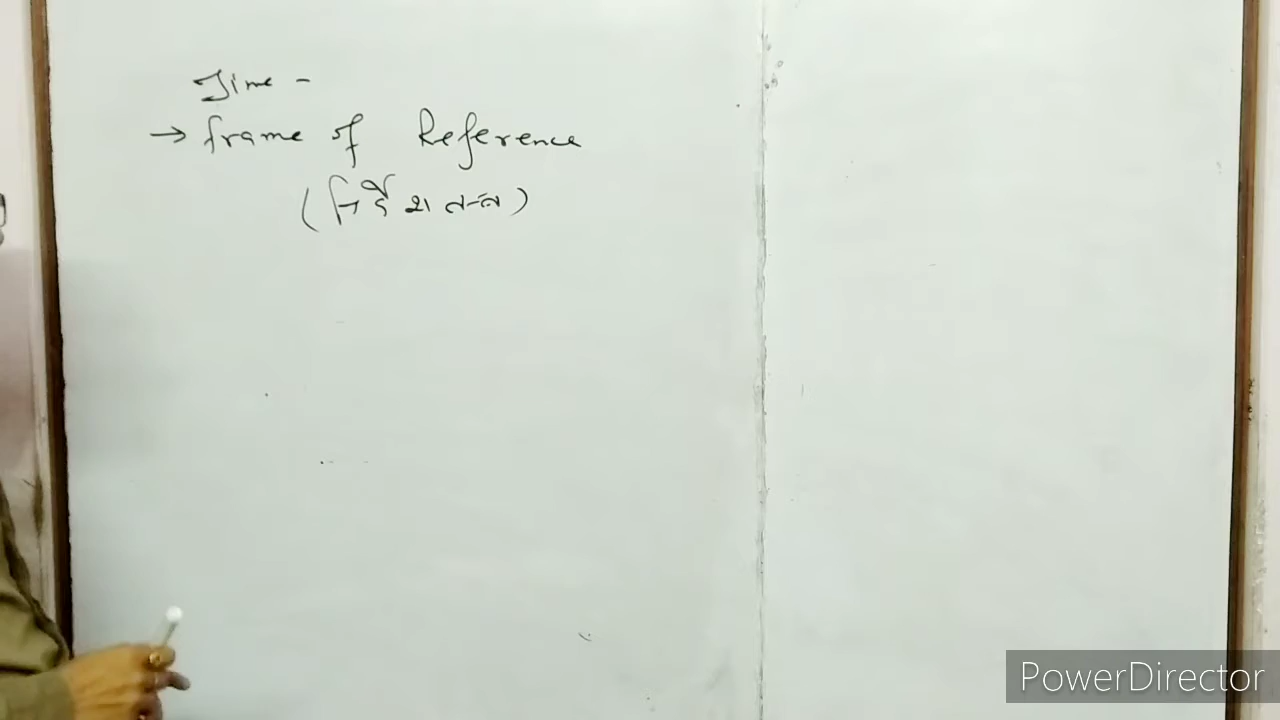 Time -
→ frame of Reference
(निर्देश तन्त्र)
PowerDirector